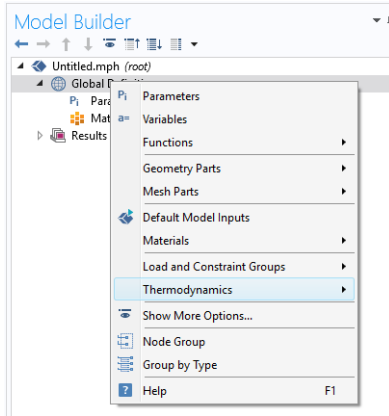 Model Builder
Untitled.mph (root)
Global
Para
Mat
Results
Pi Parameters
a= Variables
Functions
Geometry Parts
Mesh Parts
Default Model Inputs
Materials
Load and Constraint Groups
Thermodynamics
Show More Options...
Node Group
Group by Type
? Help F1